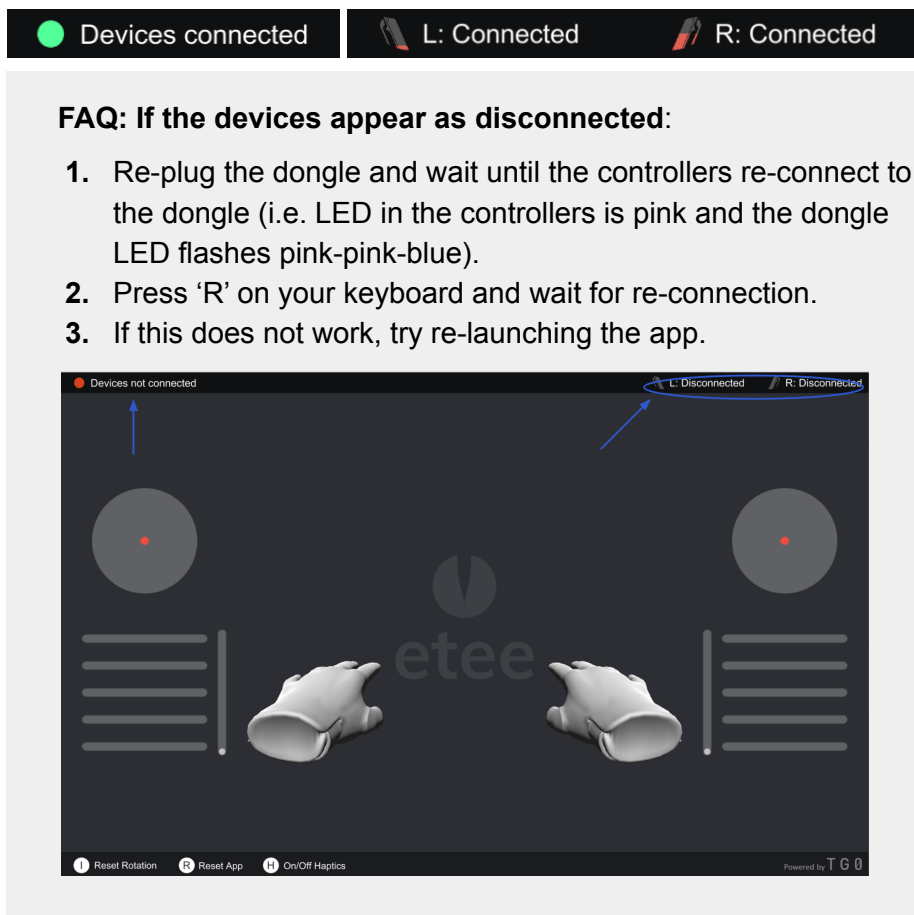 Devices connected
L: Connected
R: Connected
FAQ: If the devices appear as disconnected:
1. Re-plug the dongle and wait until the controllers re-connect to
the dongle (i.e. LED in the controllers is pink and the dongle
LED flashes pink-pink-blue).
2. Press ‘R’ on your keyboard and wait for re-connection.
3. If this does not work, try re-launching the app.
Devices not connected
L: Disconnected
R: Disconnected
etee
I Reset Rotation
R Reset App
H On/Off Haptics
Powered by TG0